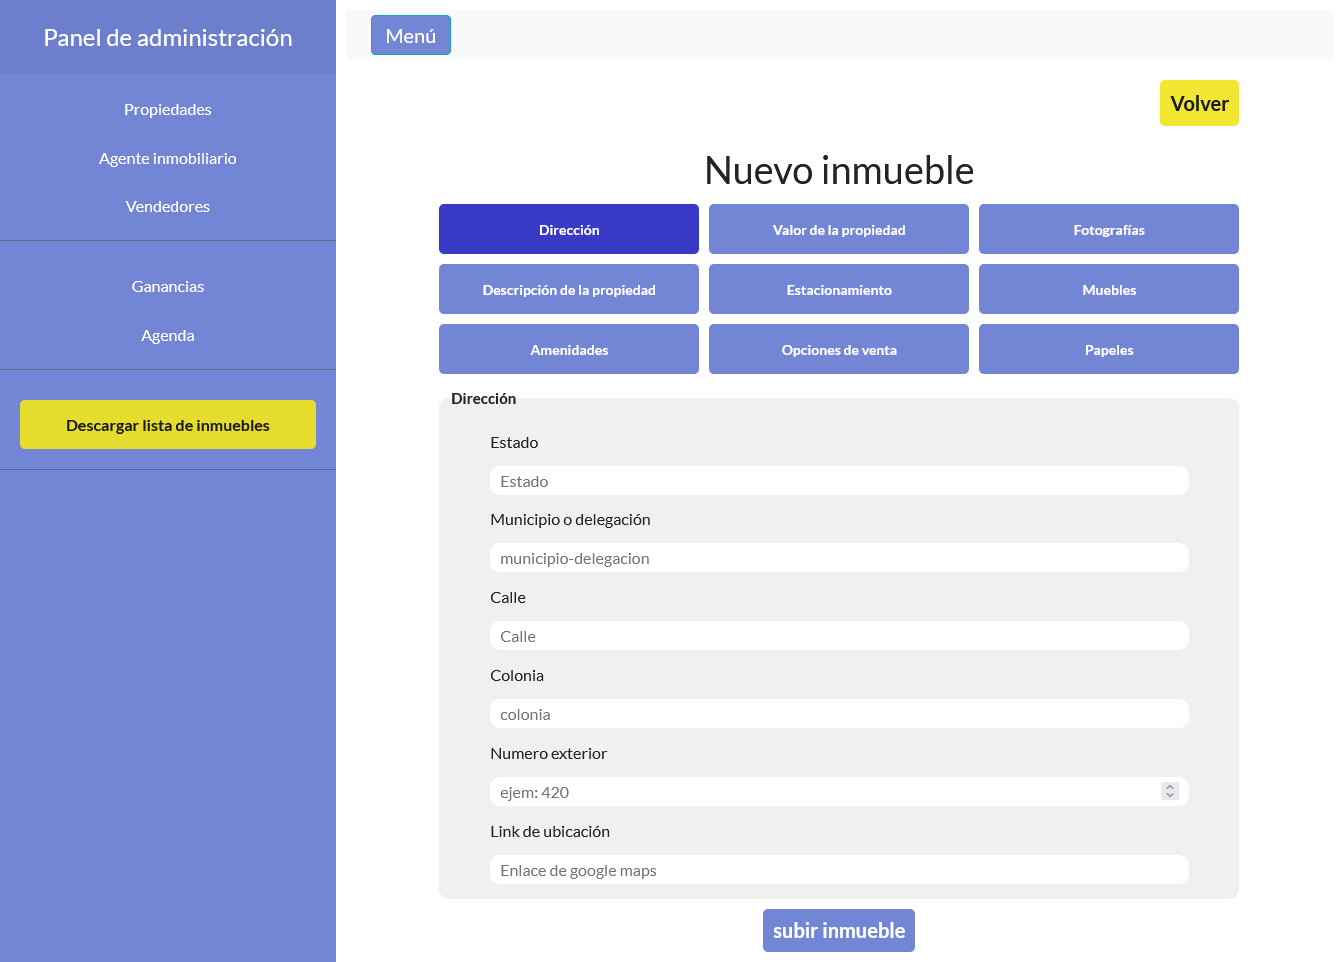 Panel de administración
Propiedades
Agente inmobiliario
Vendedores
Ganancias
Agenda
Descargar lista de inmuebles
Menú
Volver
Nuevo inmueble
Dirección
Valor de la propiedad
Fotografías
Descripción de la propiedad
Estacionamiento
Muebles
Amenidades
Opciones de venta
Papeles
Dirección
Estado
Estado
Municipio o delegación
municipio-delegacion
Calle
Calle
Colonia
colonia
Numero exterior
ejem: 420
Link de ubicación
Enlace de google maps
subir inmueble